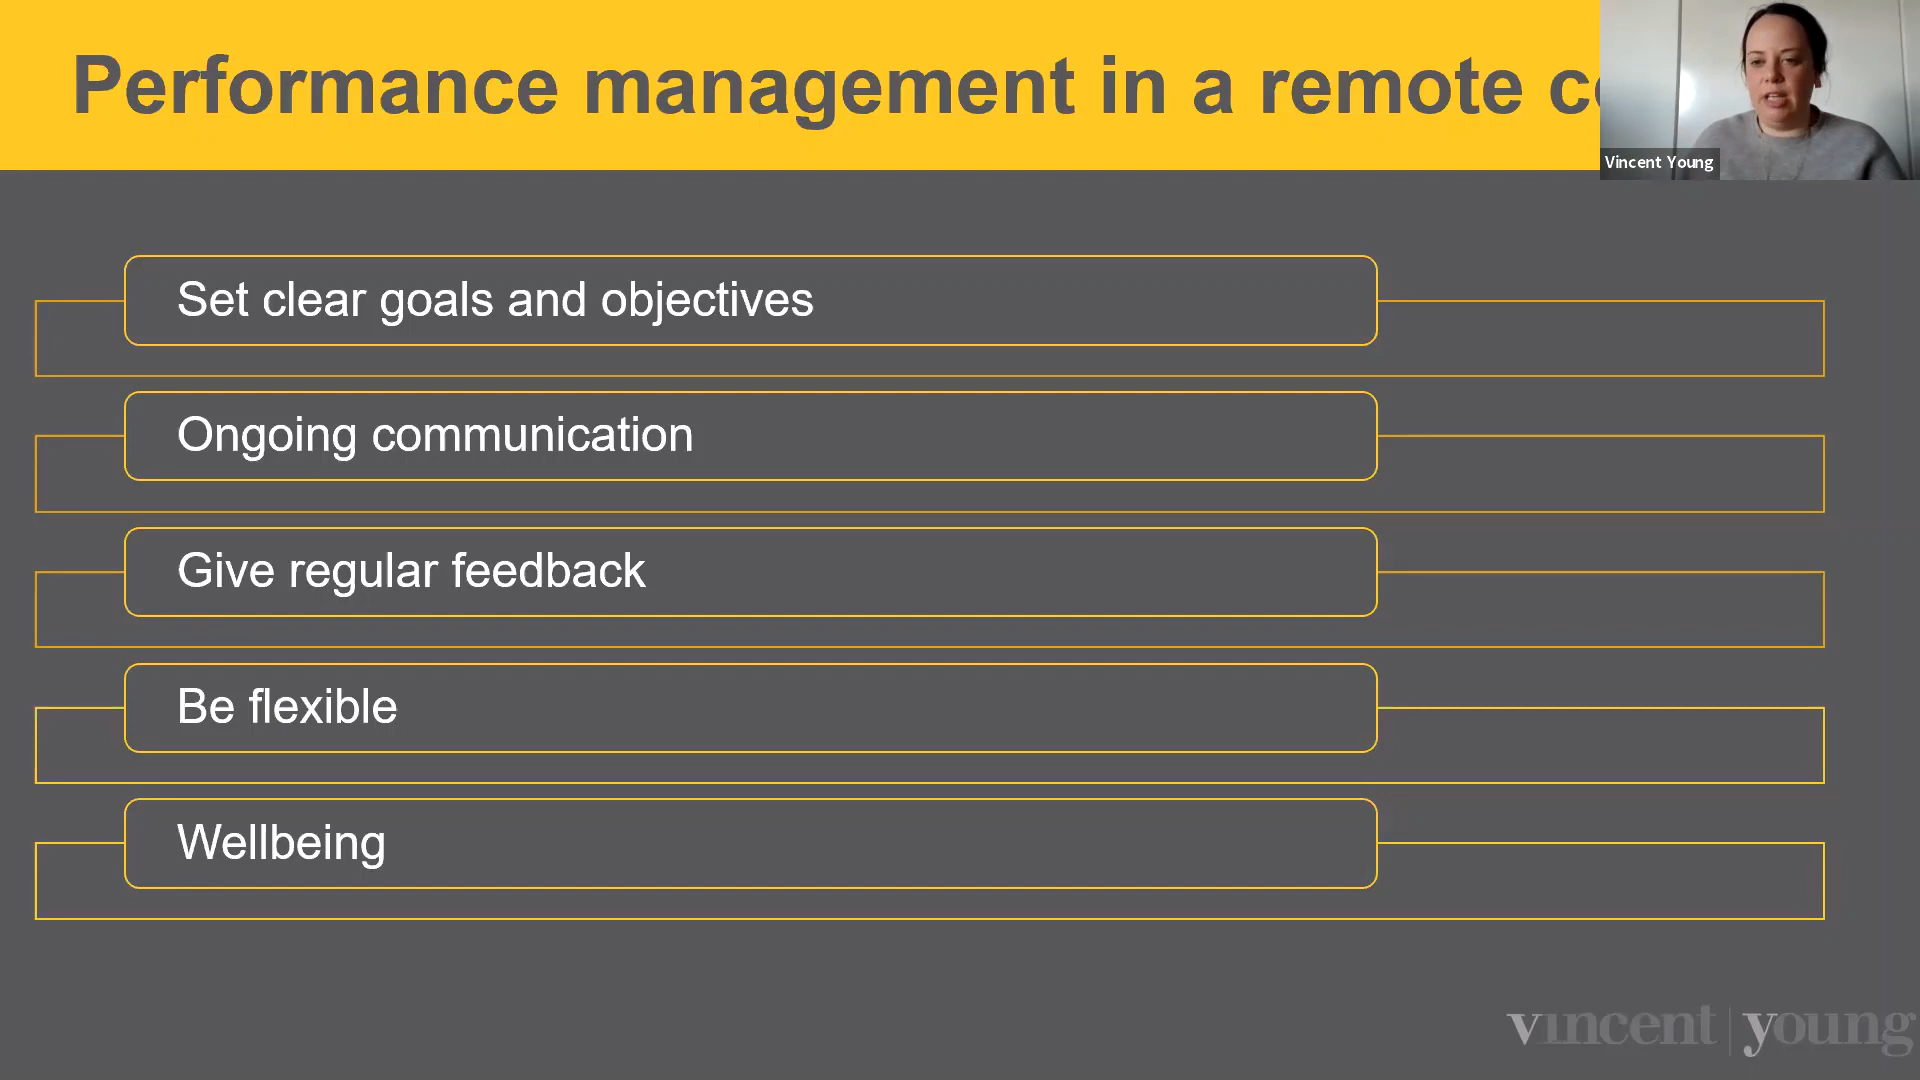 Performance management in a remote
Vincent Young
Set clear goals and objectives
Ongoing communication
Give regular feedback
Be flexible
Wellbeing
vincent young